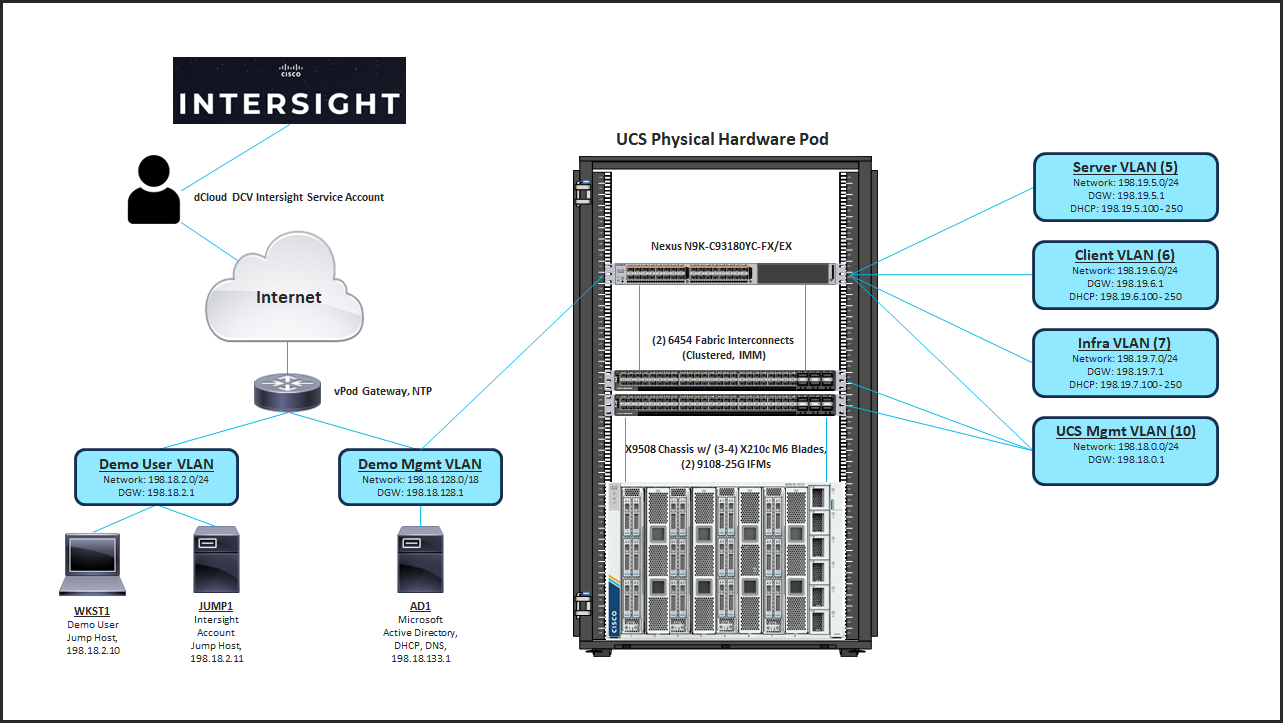 CISCO
INTERSIGHT
dCloud DCV Intersight Service Account
Internet
vPod Gateway, NTP
Demo User VLAN
Network: 198.18.2.0/24
DGW: 198.18.2.1
Demo Mgmt VLAN
Network: 198.18.128.0/18
DGW: 198.18.128.1
WKST1
Demo User
Jump Host,
198.18.2.10
JUMP1
Intersight
Account
Jump Host,
198.18.2.11
AD1
Microsoft
Active Directory,
DHCP, DNS,
198.18.133.1
UCS Physical Hardware Pod
Nexus N9K-C93180YC-FX/EX
(2) 6454 Fabric Interconnects
(Clustered, IMM)
X9508 Chassis w/ (3-4) X210c M6 Blades,
(2) 9108-25G IFMs
CISCO
Server VLAN (5)
Network: 198.19.5.0/24
DGW: 198.19.5.1
DHCP: 198.19.5.100 - 250
Client VLAN (6)
Network: 198.19.6.0/24
DGW: 198.19.6.1
DHCP: 198.19.6.100 - 250
Infra VLAN (7)
Network: 198.19.7.0/24
DGW: 198.19.7.1
DHCP: 198.19.7.100 - 250
UCS Mgmt VLAN (10)
Network: 198.18.0.0/24
DGW: 198.18.0.1